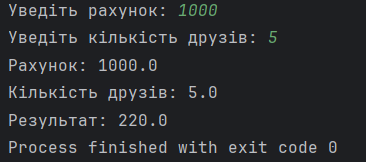 Уведіть рахунок: 1000
Уведіть кількість друзів: 5
Рахунок: 1000.0
Кількість друзів: 5.0
Результат: 220.0
Process finished with exit code 0